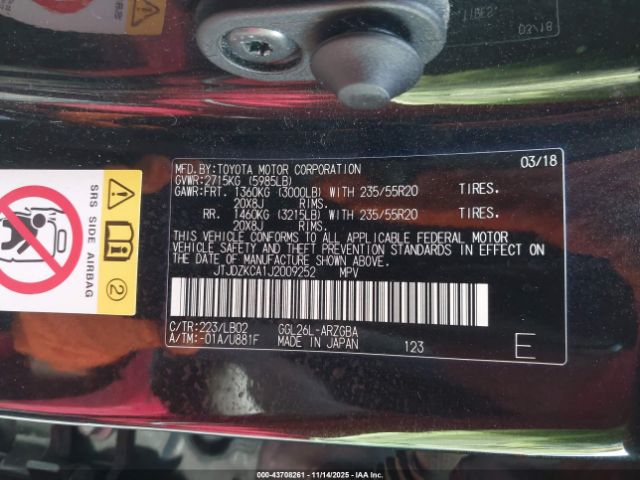 11BE2
03/18
MFD.BY:TOYOTA MOTOR CORPORATION 03/18
GVWR:2715KG (5985LB)
GAWR:FRT. 1360KG (3000LB) WITH 235/55R20 TIRES,
20X8J RIMS.
RR. 1460KG (3215LB) WITH 235/55R20 TIRES,
20X8J RIMS.
THIS VEHICLE CONFORMS TO ALL APPLICABLE FEDERAL MOTOR
VEHICLE SAFETY AND THEFT PREVENTION STANDARDS IN EFFECT ON
THE DATE OF MANUFACTURE SHOWN ABOVE.
JTJDZKCA1J2009252 MPV
C/TR:223/LB02 GGL26L-ARZGBA
A/TM:-01A/U881F MADE IN JAPAN 123 E
SRS SIDE AIRBAG
2
000-43708261 - 11/14/2025 - IAA Inc.